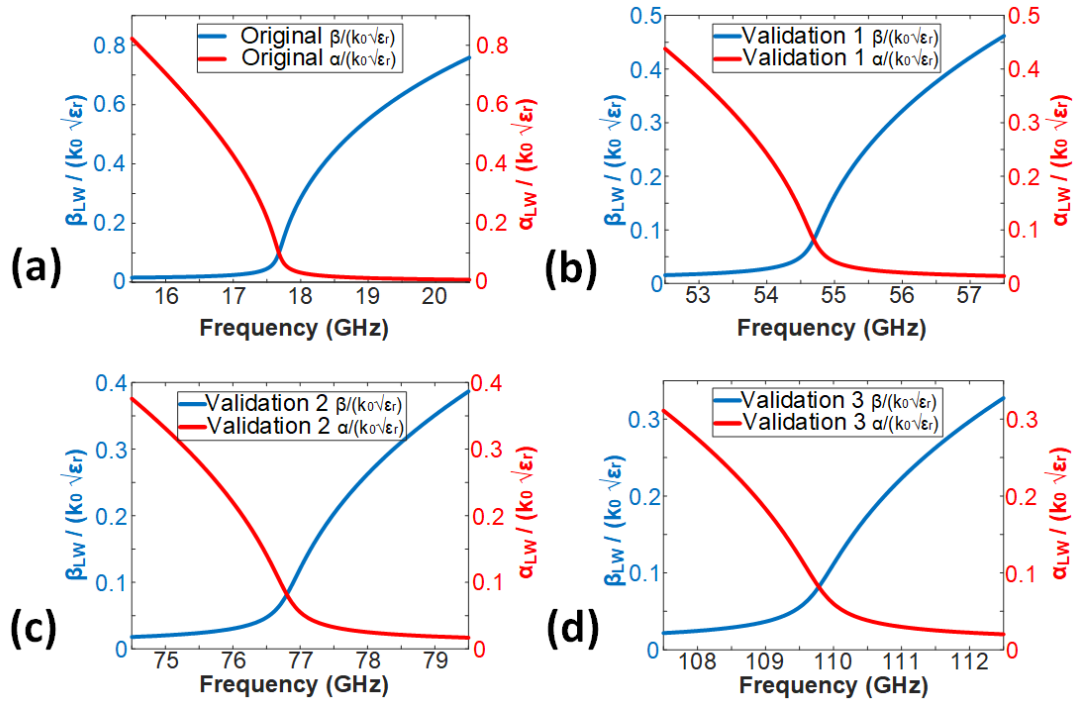 Original β/(k₀√εr)
Original α/(k₀√εr)
0.8
0.6
0.4
0.2
0
βLW / (k₀ √εr)
0.8
0.6
0.4
0.2
0
αLW / (k₀ √εr)
16 17 18 19 20
Frequency (GHz)
(a)
Validation 1 β/(k₀√εr)
Validation 1 α/(k₀√εr)
0.5
0.4
0.3
0.2
0.1
0
βLW / (k₀ √εr)
0.5
0.4
0.3
0.2
0.1
0
αLW / (k₀ √εr)
53 54 55 56 57
Frequency (GHz)
(b)
Validation 2 β/(k₀√εr)
Validation 2 α/(k₀√εr)
0.4
0.3
0.2
0.1
0
βLW / (k₀ √εr)
0.4
0.3
0.2
0.1
0
αLW / (k₀ √εr)
75 76 77 78 79
Frequency (GHz)
(c)
Validation 3 β/(k₀√εr)
Validation 3 α/(k₀√εr)
0.3
0.2
0.1
0
βLW / (k₀ √εr)
0.3
0.2
0.1
0
αLW / (k₀ √εr)
108 109 110 111 112
Frequency (GHz)
(d)